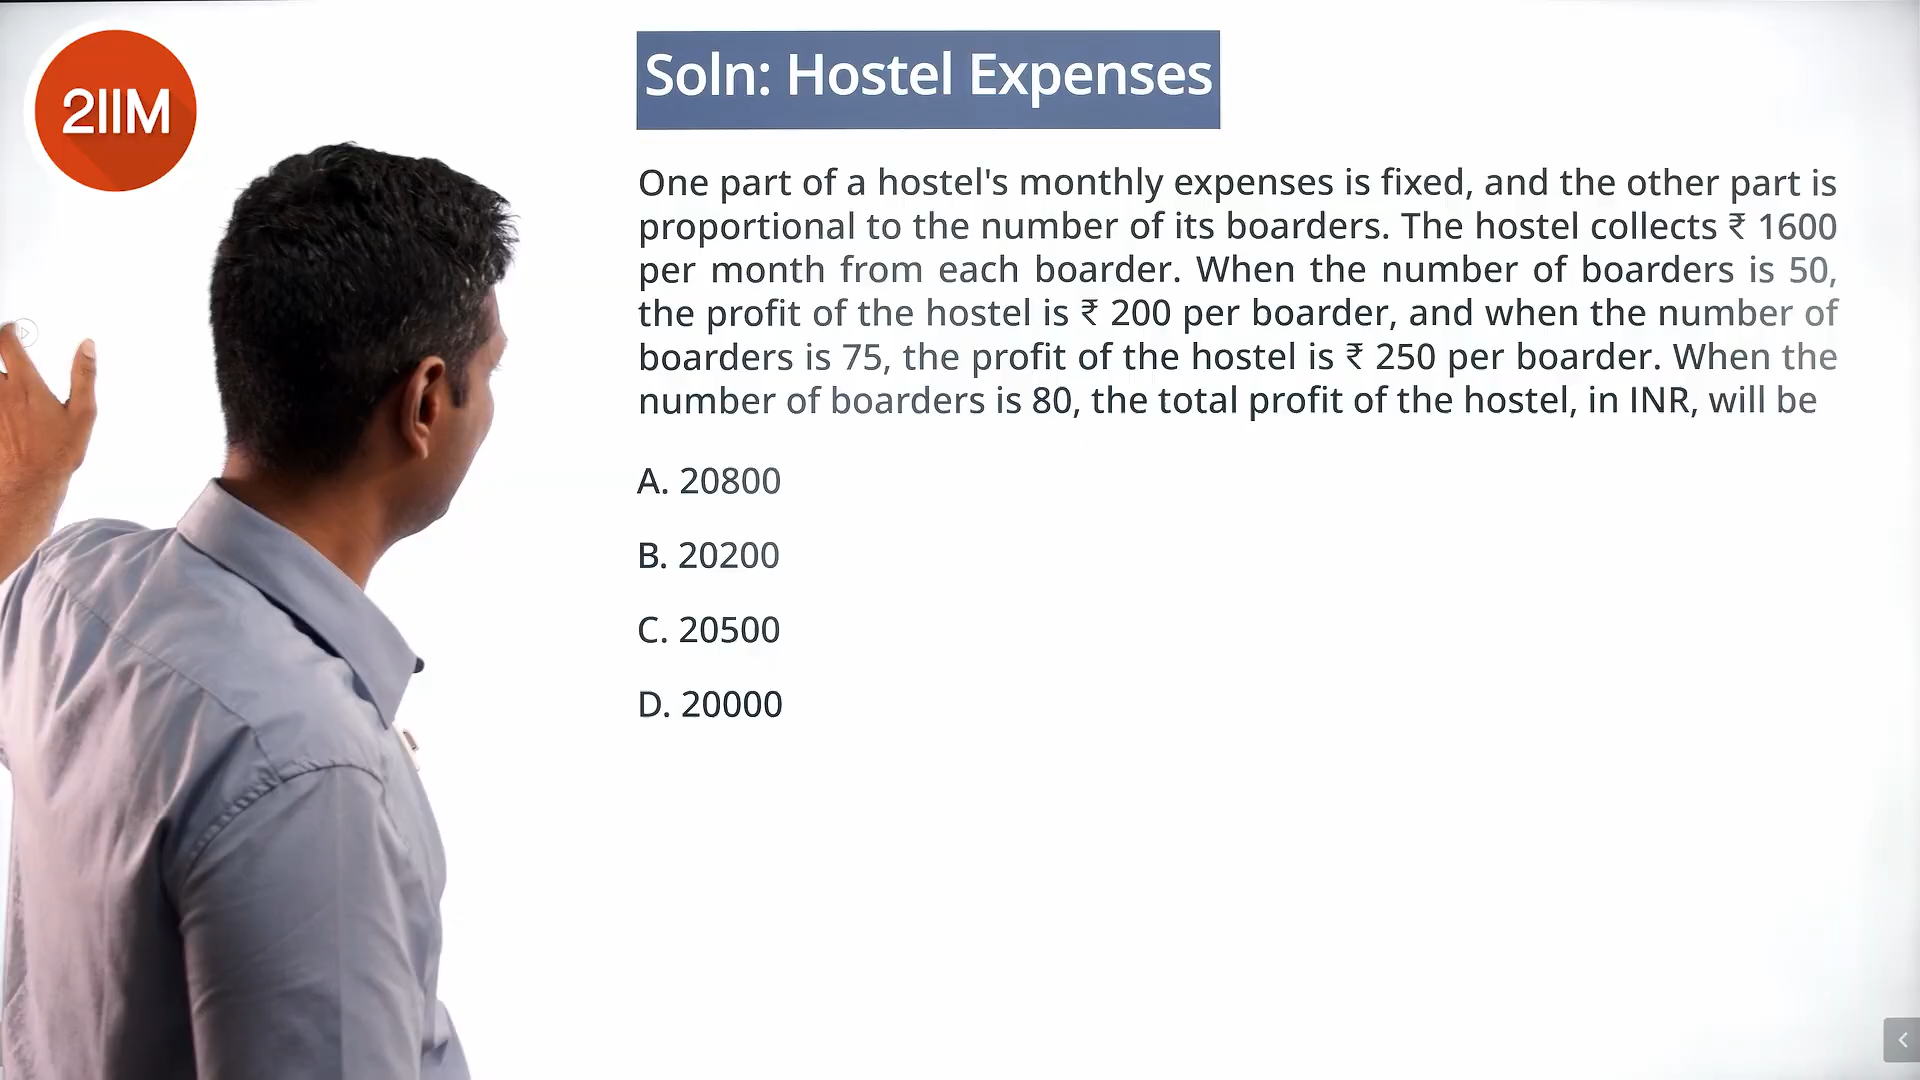 2IIM
Soln: Hostel Expenses
One part of a hostel's monthly expenses is fixed, and the other part is
proportional to the number of its boarders. The hostel collects ₹ 1600
per month from each boarder. When the number of boarders is 50,
the profit of the hostel is ₹ 200 per boarder, and when the number of
boarders is 75, the profit of the hostel is ₹ 250 per boarder. When the
number of boarders is 80, the total profit of the hostel, in INR, will be
A. 20800
B. 20200
C. 20500
D. 20000